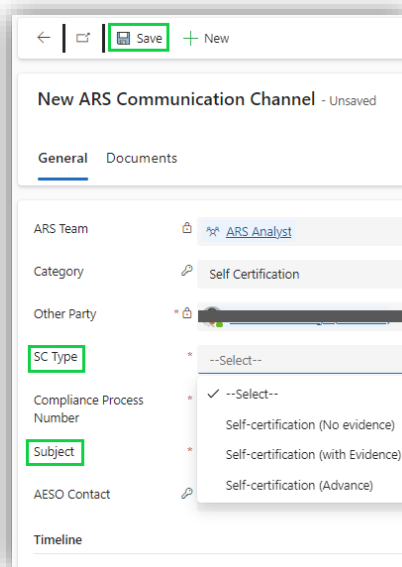 Save New
New ARS Communication Channel - Unsaved
General Documents
ARS Team ARS Analyst
Category Self Certification
Other Party *
SC Type * --Select--
--Select--
Compliance Process
Number *
Self-certification (No evidence)
Subject * Self-certification (with Evidence)
AESO Contact Self-certification (Advance)
Timeline